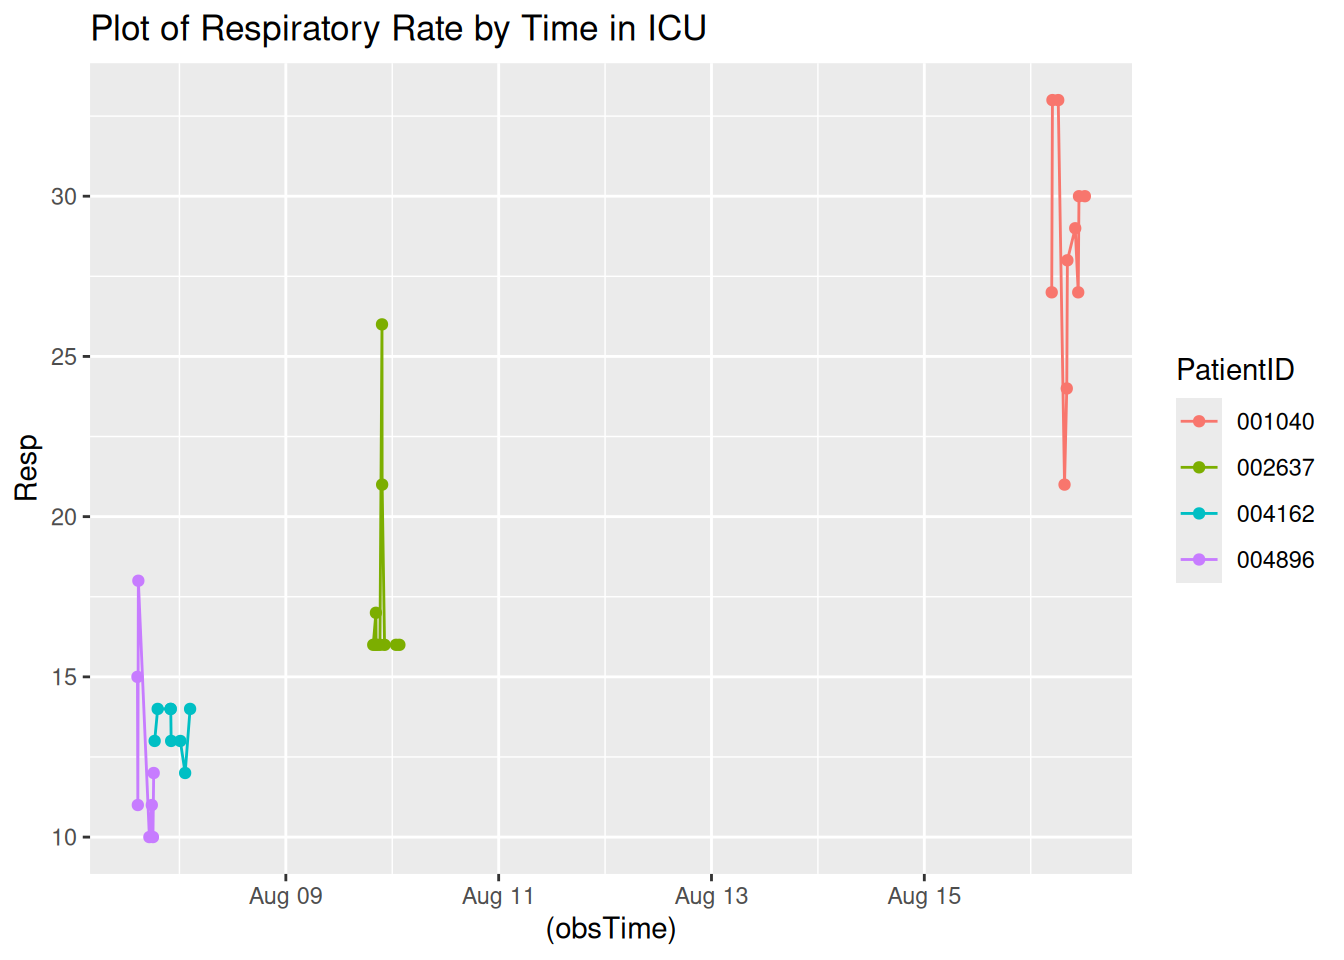 Plot of Respiratory Rate by Time in ICU
30
25
20
15
10
Resp
Aug 09 Aug 11 Aug 13 Aug 15
(obsTime)
PatientID
001040
002637
004162
004896